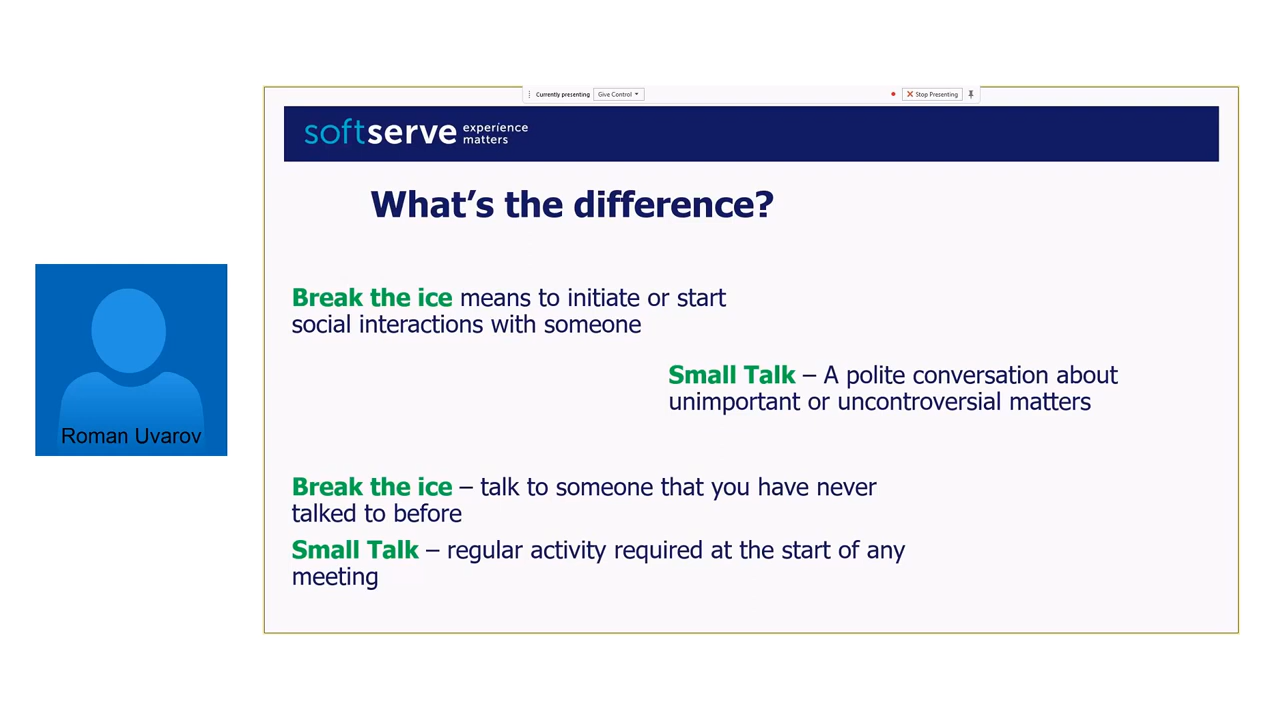 Currently presenting Give Control Stop Presenting
softserve experience
matters
What's the difference?
Break the ice means to initiate or start
social interactions with someone
Small Talk – A polite conversation about
unimportant or uncontroversial matters
Roman Uvarov
Break the ice – talk to someone that you have never
talked to before
Small Talk – regular activity required at the start of any
meeting